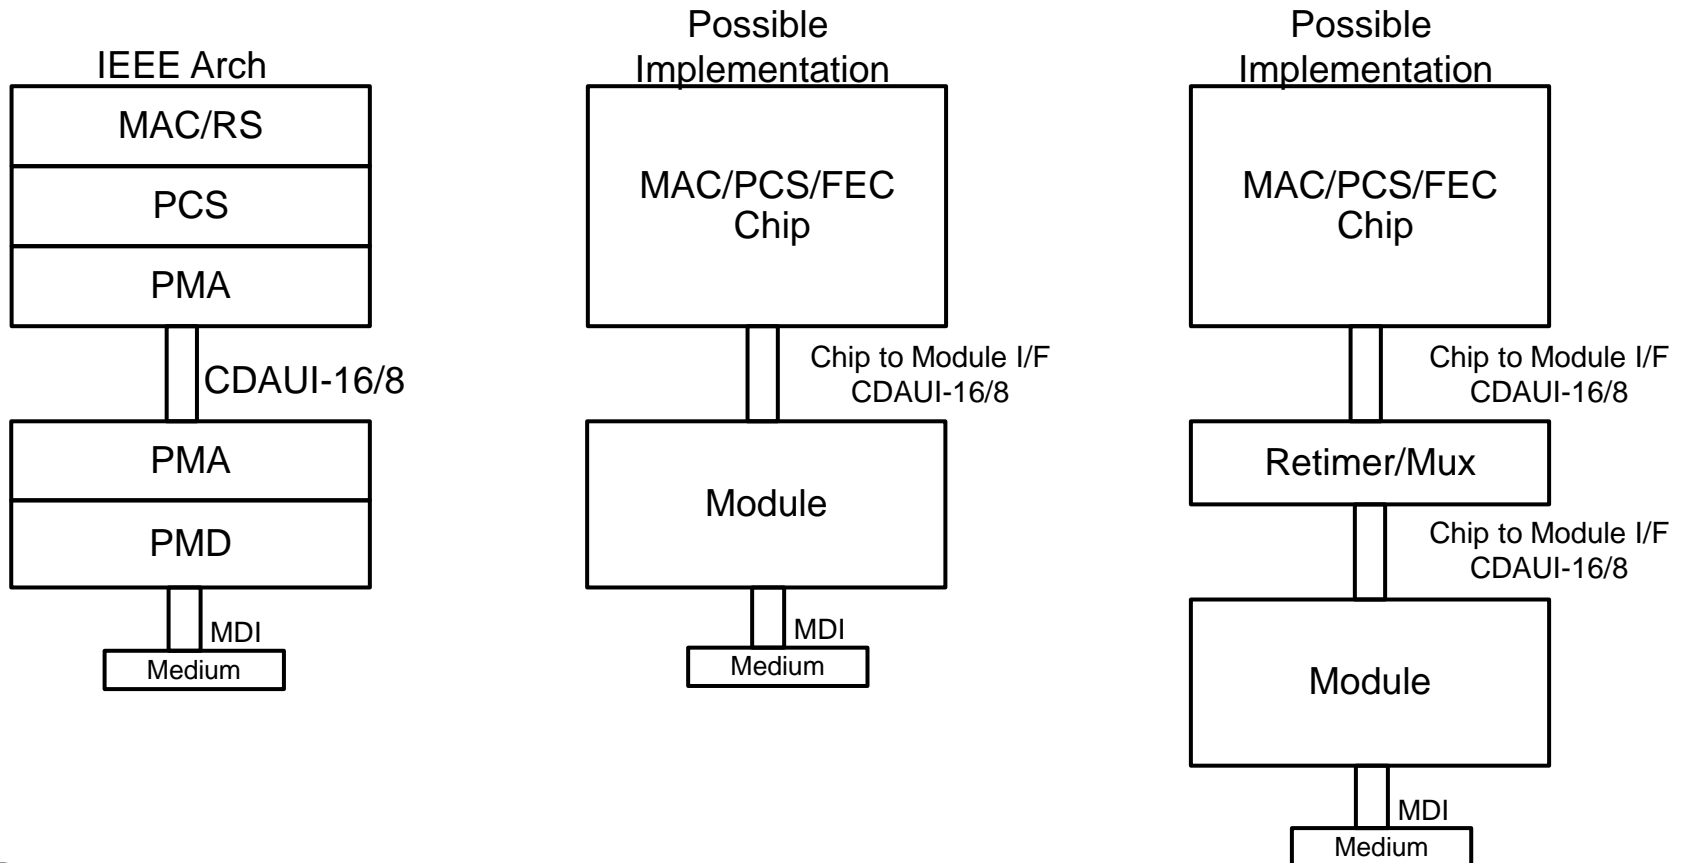 IEEE Arch
MAC/RS
PCS
PMA
CDAUI-16/8
PMA
PMD
MDI
Medium
Possible
Implementation
MAC/PCS/FEC
Chip
Chip to Module I/F
CDAUI-16/8
Module
MDI
Medium
Possible
Implementation
MAC/PCS/FEC
Chip
Chip to Module I/F
CDAUI-16/8
Retimer/Mux
Chip to Module I/F
CDAUI-16/8
Module
MDI
Medium